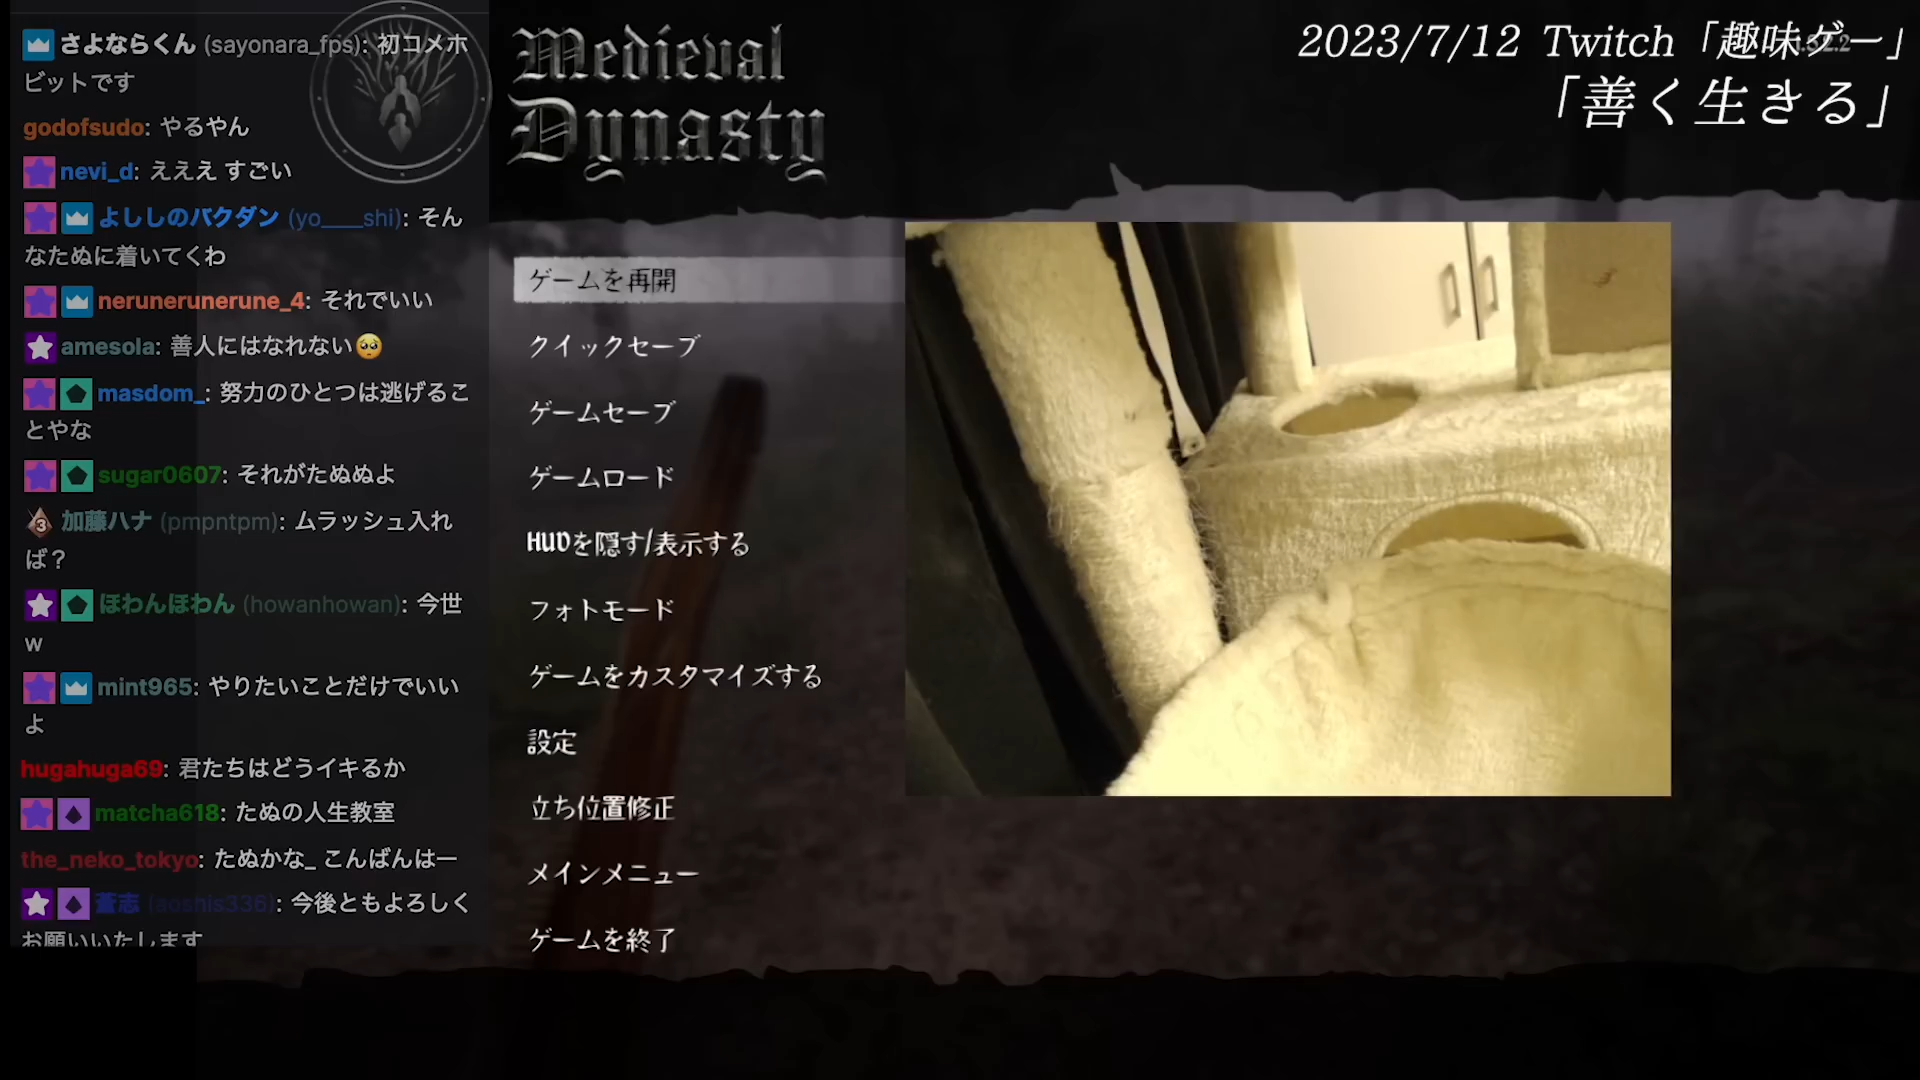 さよならくん (sayonara_fps): 初コメホ
ビットです
godofsudo: やるやん
nevi_d: えええ すごい
よししのバクダン (yo____shi): そん
なたぬに着いてくわ
nerunerunerune_4: それでいい
amesola: 善人にはなれない🥺
masdom_: 努力のひとつは逃げるこ
とやな
sugar0607: それがたぬぬよ
加藤ハナ (pmpntpm): ムラッシュ入れ
ば？
ほわんほわん (howanhowan): 今世
w
mint965: やりたいことだけでいい
よ
hugahuga69: 君たちはどうイキるか
matcha618: たぬの人生教室
the_neko_tokyo: たぬかな_ こんばんはー
蒼志 (soshis336): 今後ともよろしく
お願いいたします
Medieval
Dynasty
ゲームを再開
クイックセーブ
ゲームセーブ
ゲームロード
HUDを隠す/表示する
フォトモード
ゲームをカスタマイズする
設定
立ち位置修正
メインメニュー
ゲームを終了
2023/7/12 Twitch「趣味ゲー」
「善く生きる」